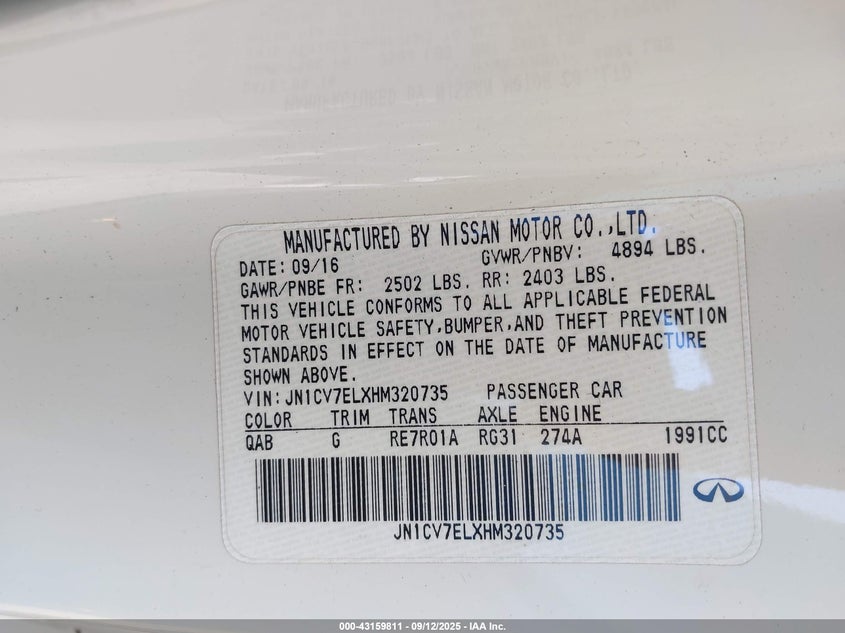 MANUFACTURED BY NISSAN MOTOR CO.,LTD.
DATE: 09/16 GVWR/PNBV: 4894 LBS.
GAWR/PNBE FR: 2502 LBS. RR: 2403 LBS.
THIS VEHICLE CONFORMS TO ALL APPLICABLE FEDERAL
MOTOR VEHICLE SAFETY,BUMPER,AND THEFT PREVENTION
STANDARDS IN EFFECT ON THE DATE OF MANUFACTURE
SHOWN ABOVE.
VIN:JN1CV7ELXHM320735 PASSENGER CAR
COLOR TRIM TRANS AXLE ENGINE
QAB G RE7R01A RG31 274A 1991CC
JN1CV7ELXHM320735
000-43159811 - 09/12/2025 - IAA Inc.